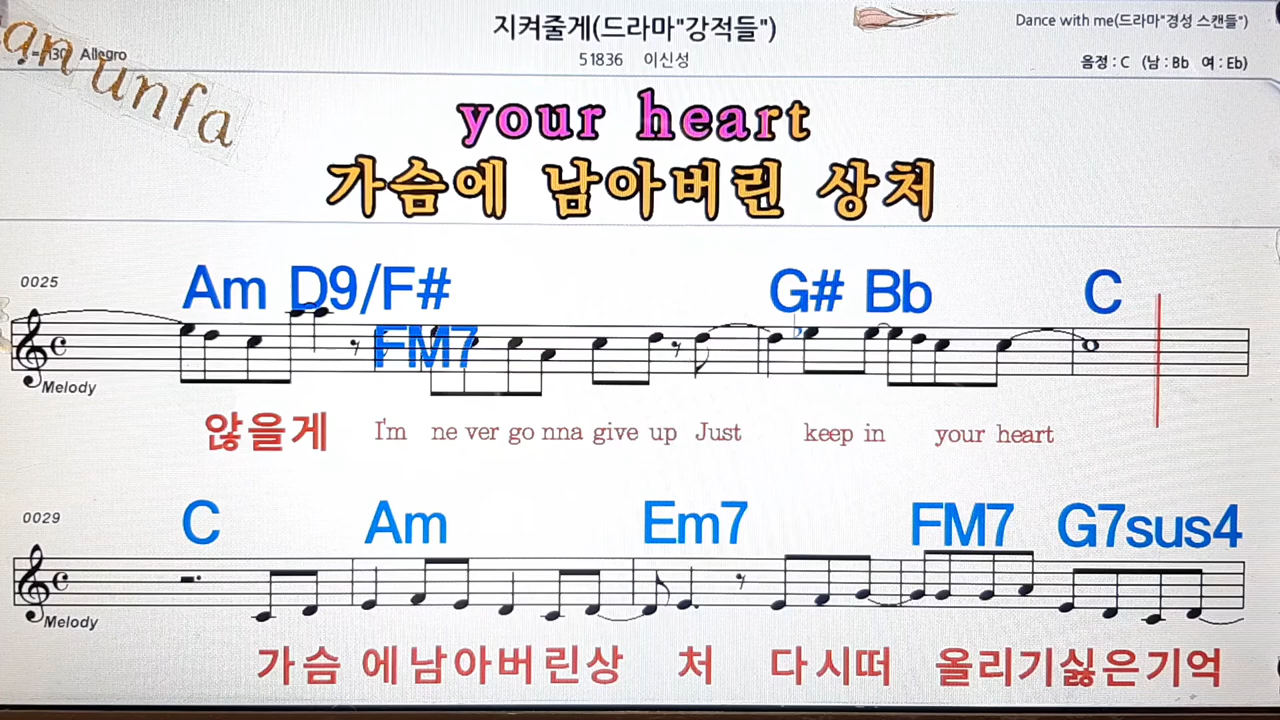 지켜줄게(드라마"강적들")
Dance with me(드라마"경성 스캔들")
=130 Allegro
51836 이신성
음정 : C (남 : Bb 여 : Eb)
an unfa
your heart
가슴에 남아버린 상처
0025
Am D9/F# G# Bb C
FM7
Melody
않을게 I'm ne ver go nna give up Just keep in your heart
0029
C Am Em7 FM7 G7sus4
Melody
가슴 에남아버린상 처 다시떠 올리기싫은기억